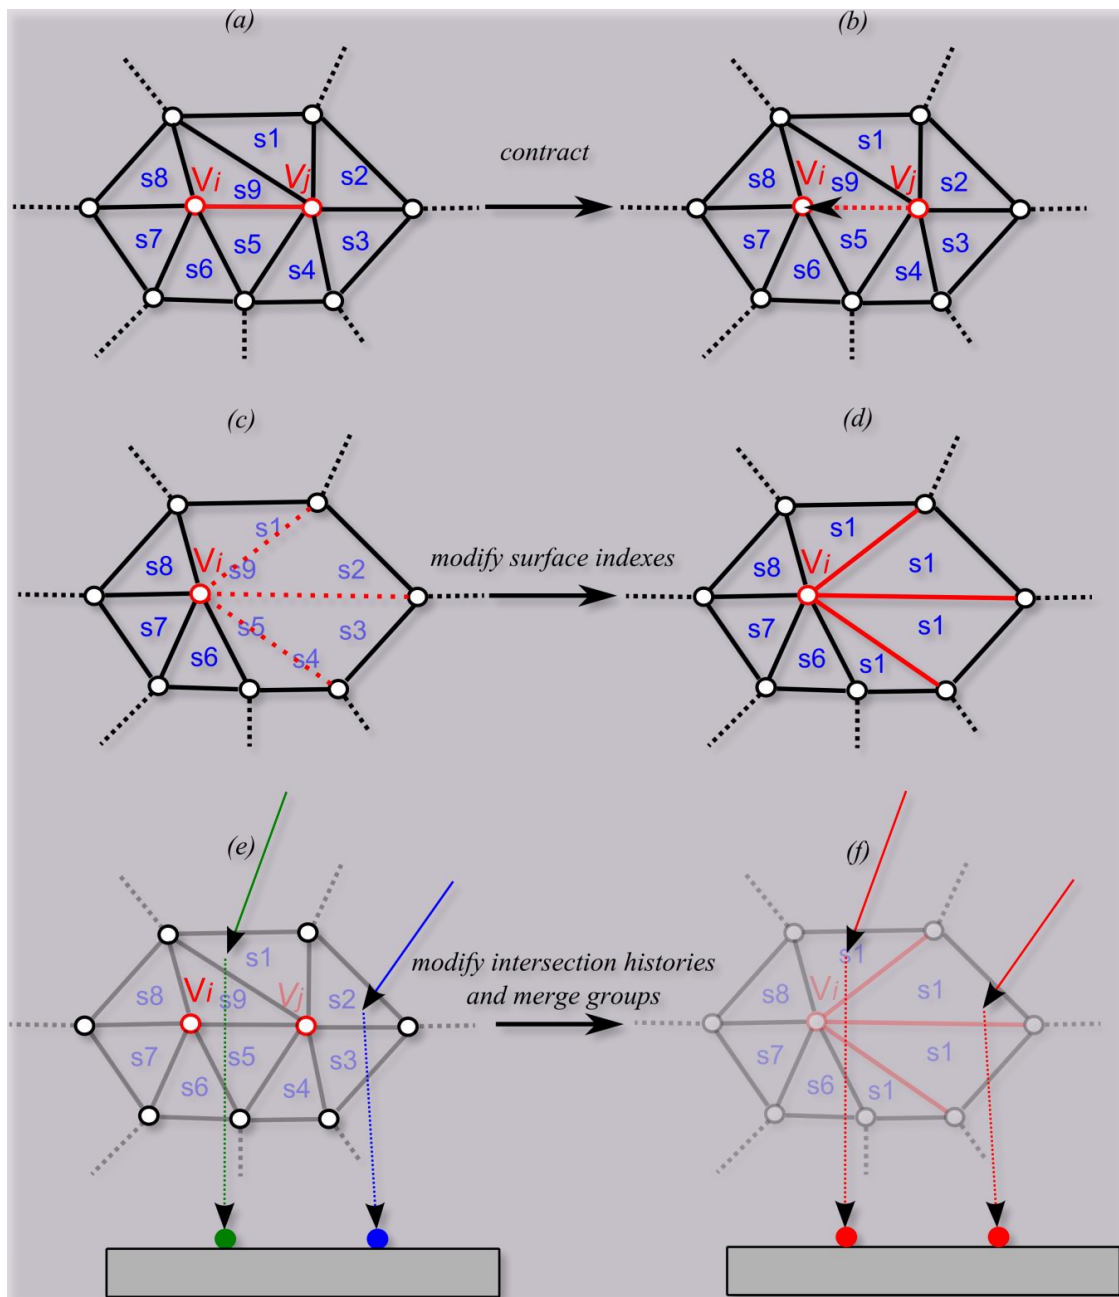 (a)
(b)
s1
s8
Vi
s9
Vj
s2
s7
s5
s6
s4
s3
contract
s1
s8
Vi
s9
Vj
s2
s7
s5
s6
s4
s3
(c)
(d)
s1
s8
Vi
s9
s2
s7
s5
s6
s4
s3
modify surface indexes
s1
s8
Vi
s1
s7
s1
s6
s1
(e)
(f)
s1
s8
Vi
s9
Vj
s2
s7
s5
s6
s4
s3
modify intersection histories
and merge groups
s1
s8
Vi
s1
s7
s1
s6
s1